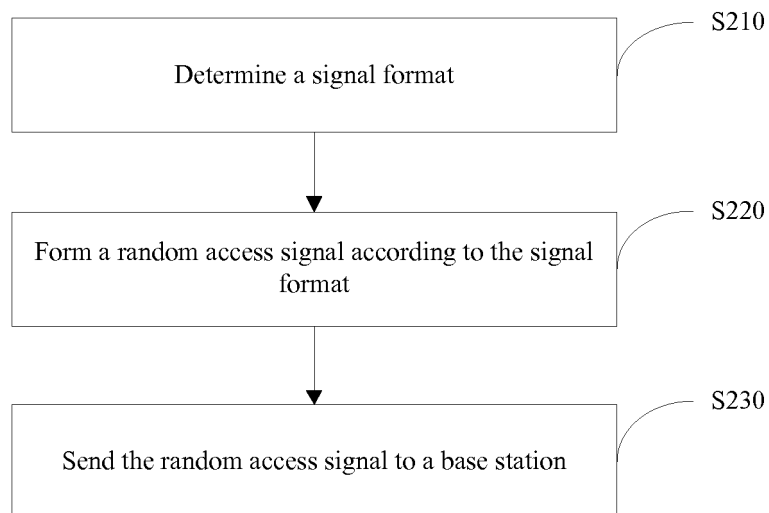 S210
Determine a signal format
S220
Form a random access signal according to the signal
format
S230
Send the random access signal to a base station